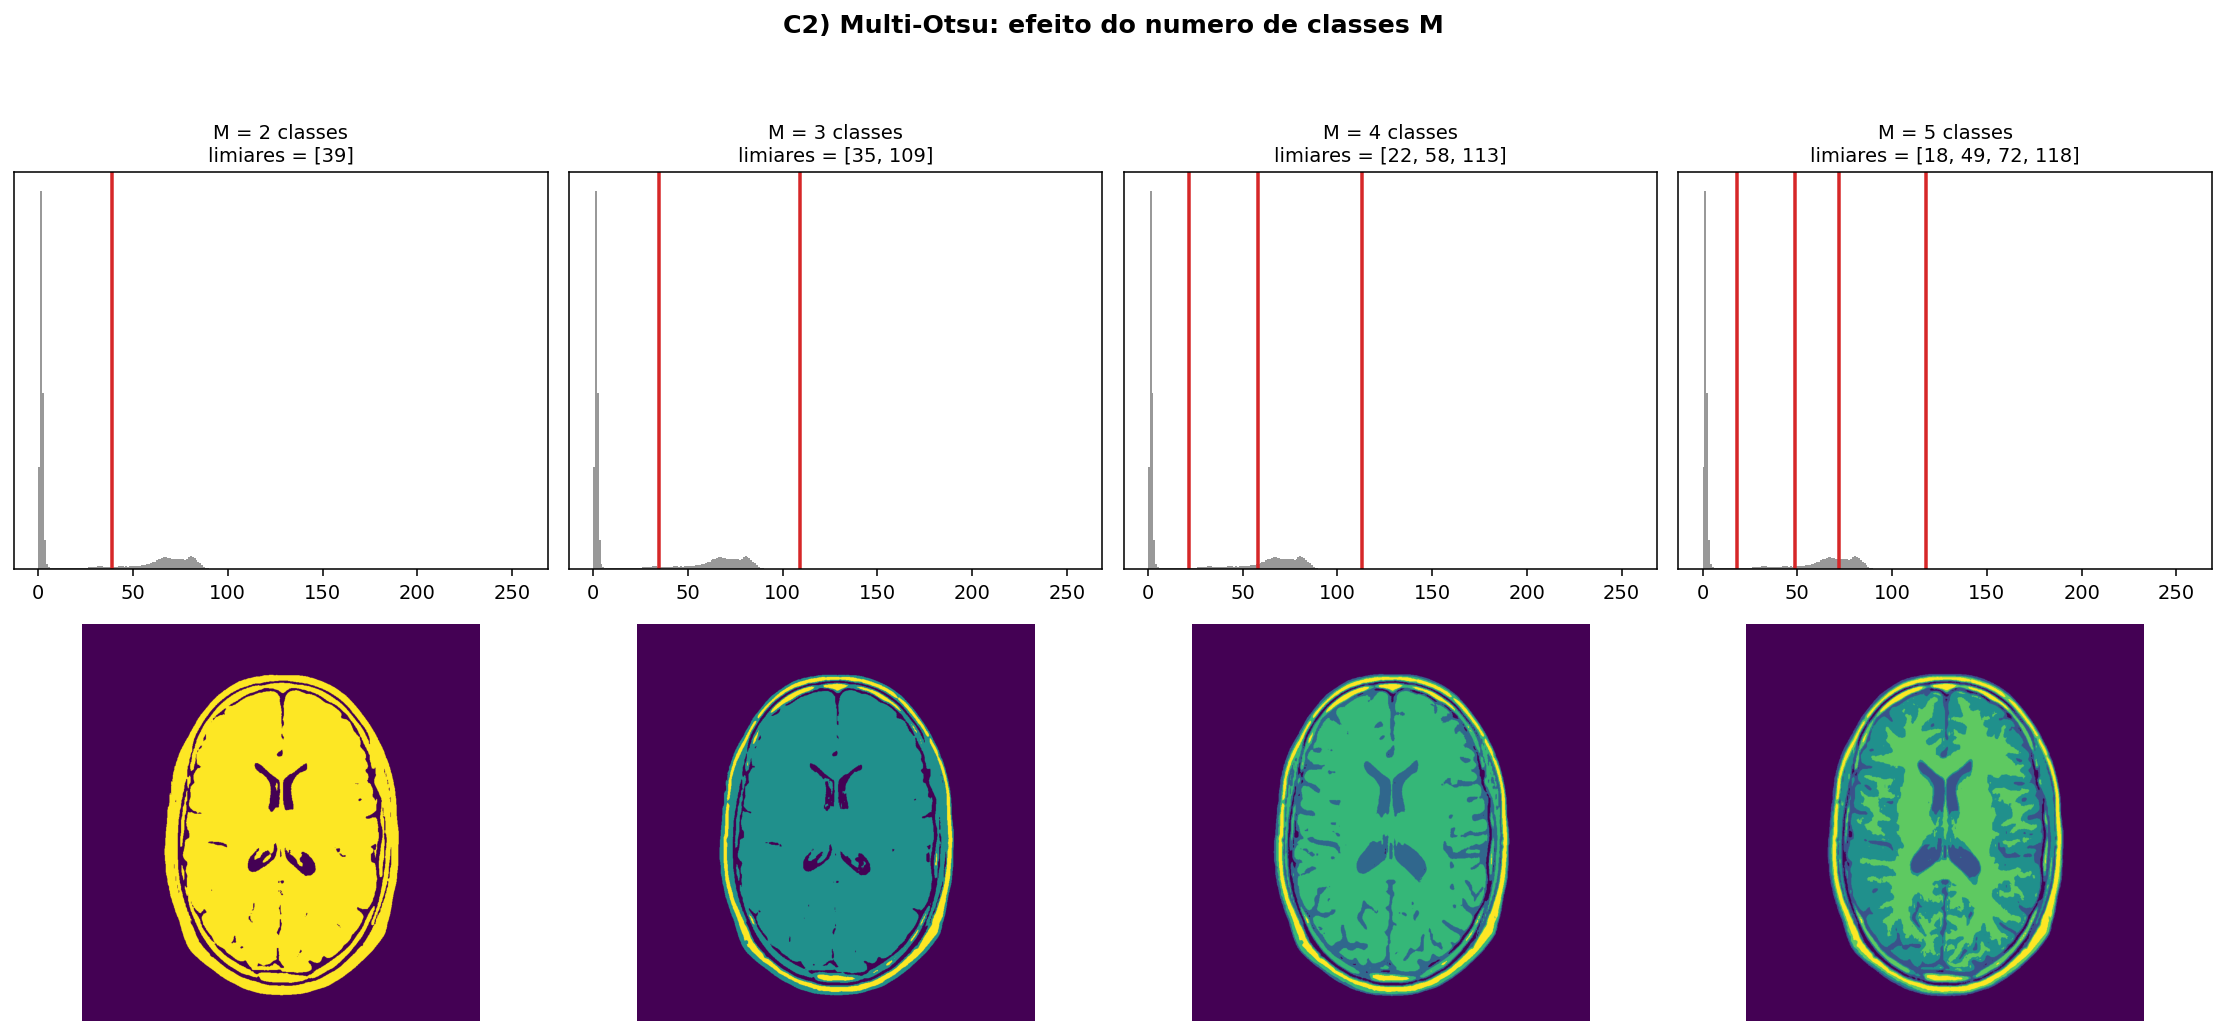 C2) Multi-Otsu: efeito do numero de classes M
M = 2 classes
limiares = [39]
M = 3 classes
limiares = [35, 109]
M = 4 classes
limiares = [22, 58, 113]
M = 5 classes
limiares = [18, 49, 72, 118]
0 50 100 150 200 250
0 50 100 150 200 250
0 50 100 150 200 250
0 50 100 150 200 250